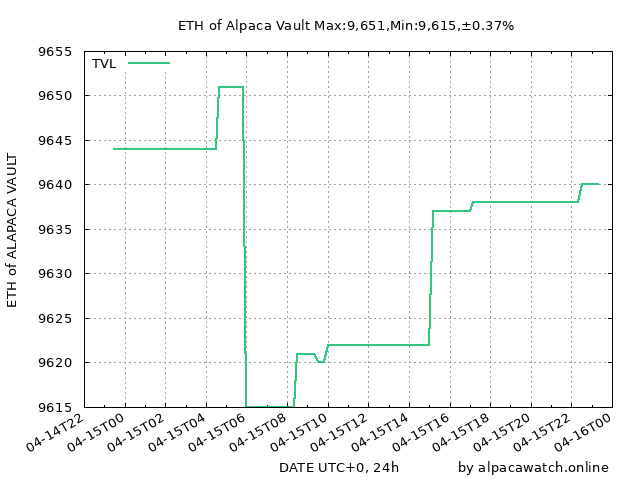 ETH of Alpaca Vault Max:9,651,Min:9,615,±0.37%
TVL
9655
9650
9645
9640
9635
9630
9625
9620
9615
ETH of ALAPACA VAULT
04-14T22
04-15T00
04-15T02
04-15T04
04-15T06
04-15T08
04-15T10
04-15T12
04-15T14
04-15T16
04-15T18
04-15T20
04-15T22
04-16T00
DATE UTC+0, 24h
by alpacawatch.online